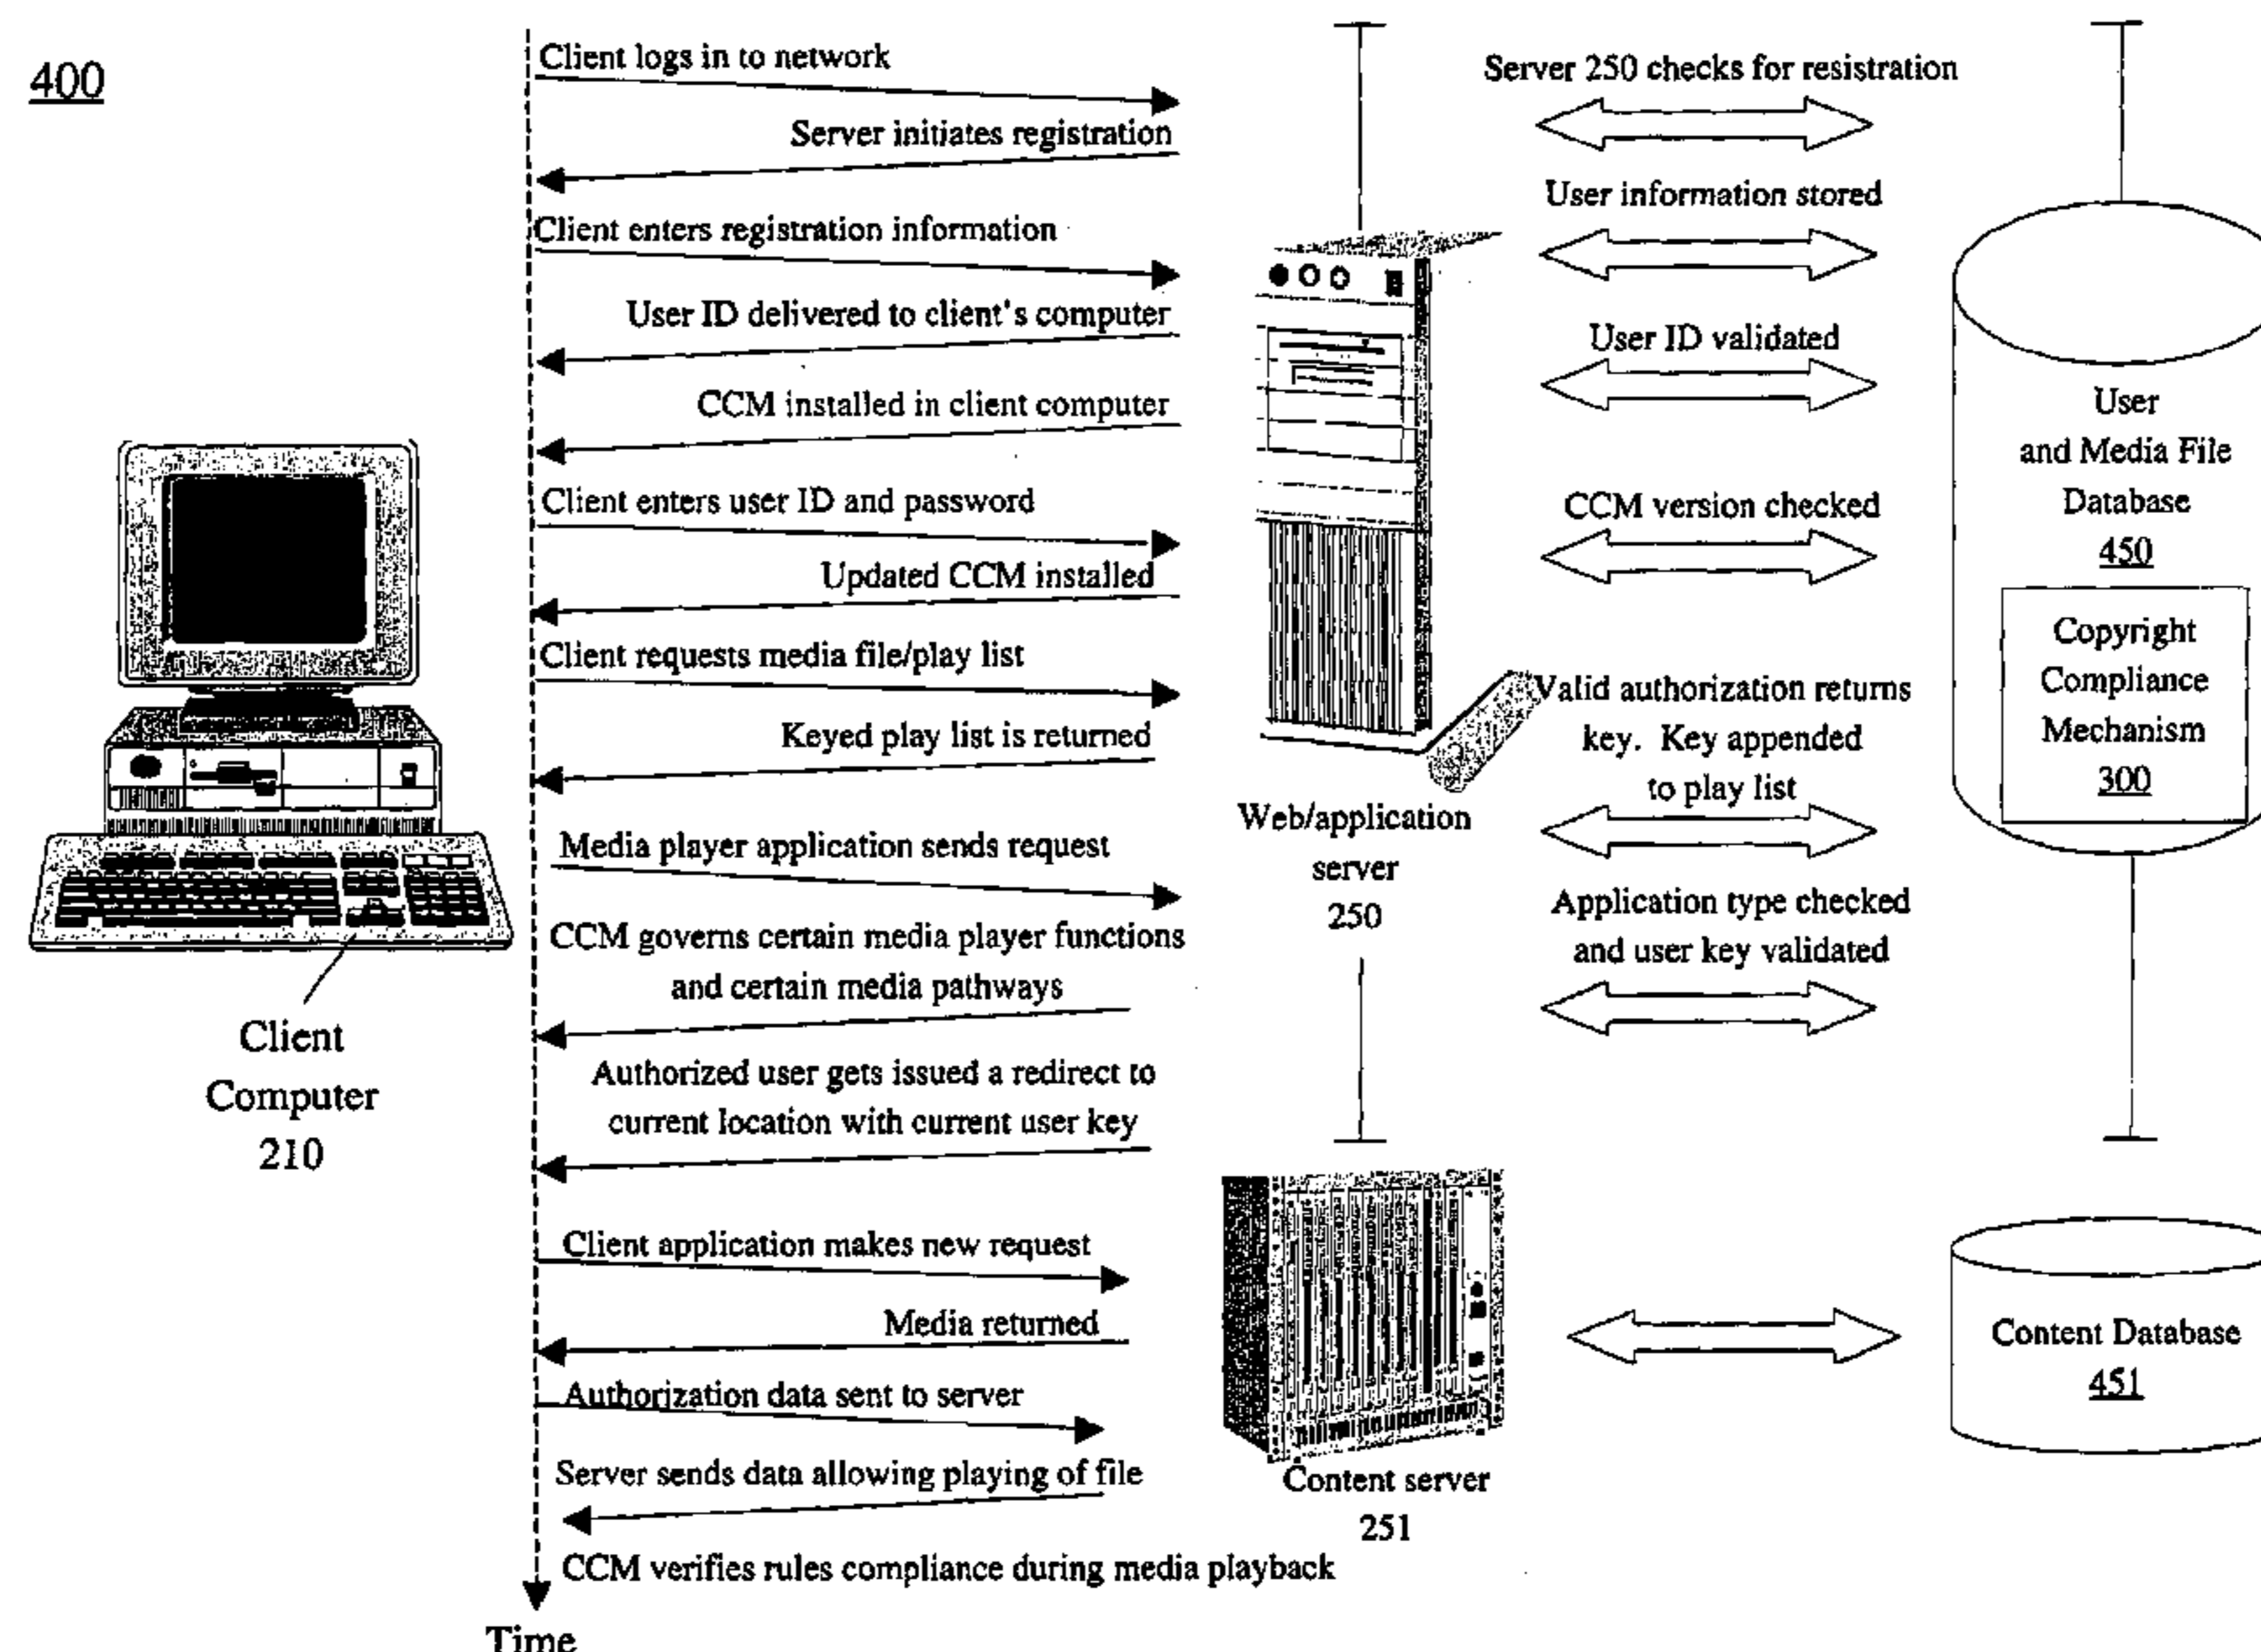 400
Client logs in to network
Server initiates registration
Client enters registration information
User ID delivered to client's computer
CCM installed in client computer
Client enters user ID and password
Updated CCM installed
Client requests media file/play list
Keyed play list is returned
Media player application sends request
CCM governs certain media player functions
and certain media pathways
Authorized user gets issued a redirect to
current location with current user key
Client application makes new request
Media returned
Authorization data sent to server
Server sends data allowing playing of file
CCM verifies rules compliance during media playback
Time
Client
Computer
210
Web/application
server
250
Content server
251
Server 250 checks for resistration
User information stored
User ID validated
CCM version checked
Valid authorization returns
key. Key appended
to play list
Application type checked
and user key validated
User
and Media File
Database
450
Copyright
Compliance
Mechanism
300
Content Database
451